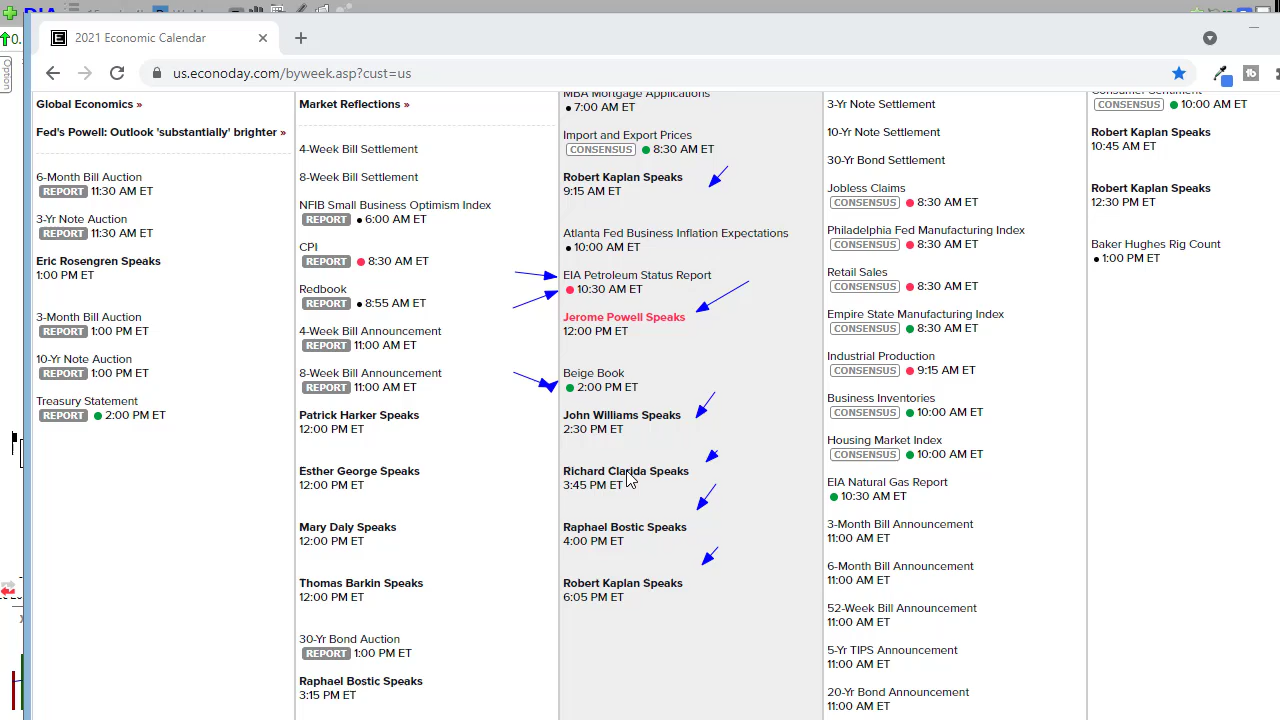 DIA
2021 Economic Calendar
us.econoday.com/byweek.asp?cust=us
Option
Global Economics »
Fed's Powell: Outlook 'substantially' brighter »
6-Month Bill Auction
REPORT 11:30 AM ET
3-Yr Note Auction
REPORT 11:30 AM ET
Eric Rosengren Speaks
1:00 PM ET
3-Month Bill Auction
REPORT 1:00 PM ET
10-Yr Note Auction
REPORT 1:00 PM ET
Treasury Statement
REPORT 2:00 PM ET
Market Reflections »
4-Week Bill Settlement
8-Week Bill Settlement
NFIB Small Business Optimism Index
REPORT 6:00 AM ET
CPI
REPORT 8:30 AM ET
Redbook
REPORT 8:55 AM ET
4-Week Bill Announcement
REPORT 11:00 AM ET
8-Week Bill Announcement
REPORT 11:00 AM ET
Patrick Harker Speaks
12:00 PM ET
Esther George Speaks
12:00 PM ET
Mary Daly Speaks
12:00 PM ET
Thomas Barkin Speaks
12:00 PM ET
30-Yr Bond Auction
REPORT 1:00 PM ET
Raphael Bostic Speaks
3:15 PM ET
MBA Mortgage Applications
7:00 AM ET
Import and Export Prices
CONSENSUS 8:30 AM ET
Robert Kaplan Speaks
9:15 AM ET
Atlanta Fed Business Inflation Expectations
10:00 AM ET
EIA Petroleum Status Report
10:30 AM ET
Jerome Powell Speaks
12:00 PM ET
Beige Book
2:00 PM ET
John Williams Speaks
2:30 PM ET
Richard Clarida Speaks
3:45 PM ET
Raphael Bostic Speaks
4:00 PM ET
Robert Kaplan Speaks
6:05 PM ET
3-Yr Note Settlement
10-Yr Note Settlement
30-Yr Bond Settlement
Jobless Claims
CONSENSUS 8:30 AM ET
Philadelphia Fed Manufacturing Index
CONSENSUS 8:30 AM ET
Retail Sales
CONSENSUS 8:30 AM ET
Empire State Manufacturing Index
CONSENSUS 8:30 AM ET
Industrial Production
CONSENSUS 9:15 AM ET
Business Inventories
CONSENSUS 10:00 AM ET
Housing Market Index
CONSENSUS 10:00 AM ET
EIA Natural Gas Report
10:30 AM ET
3-Month Bill Announcement
11:00 AM ET
6-Month Bill Announcement
11:00 AM ET
52-Week Bill Announcement
11:00 AM ET
5-Yr TIPS Announcement
11:00 AM ET
20-Yr Bond Announcement
11:00 AM ET
Consumer Sentiment
CONSENSUS 10:00 AM ET
Robert Kaplan Speaks
10:45 AM ET
Robert Kaplan Speaks
12:30 PM ET
Baker Hughes Rig Count
1:00 PM ET